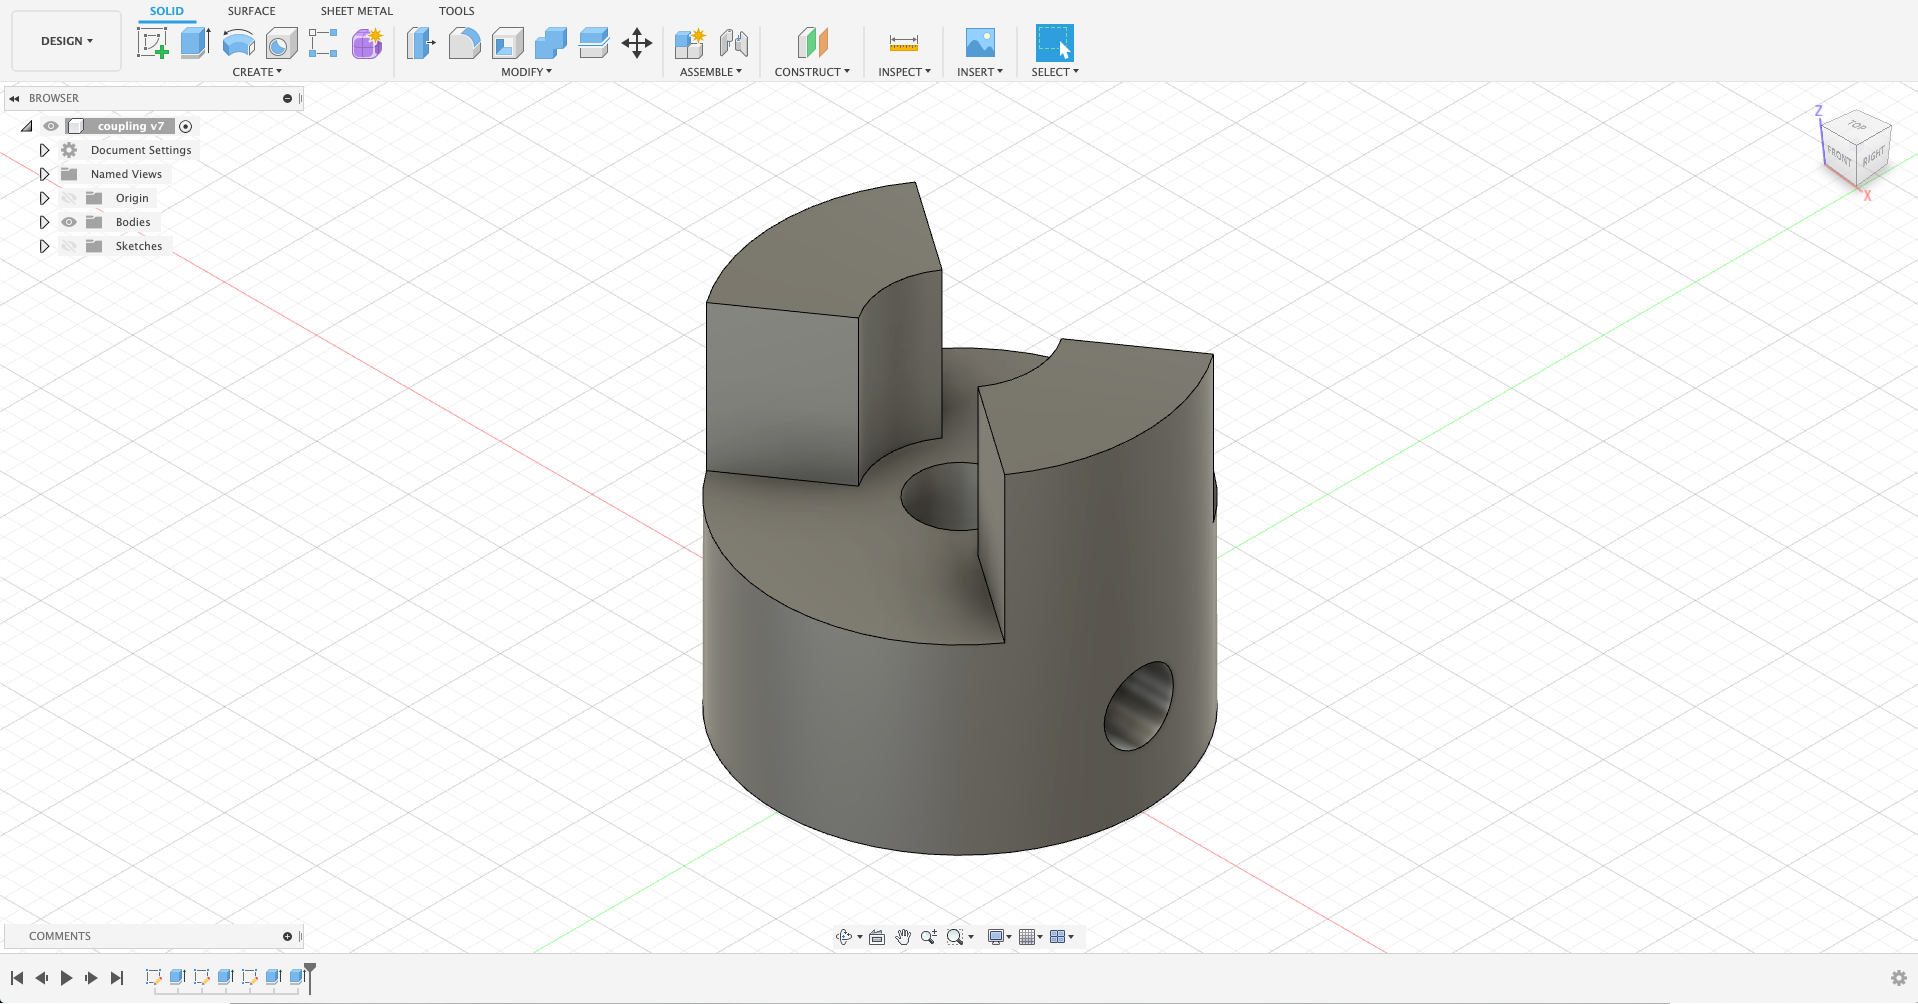 SOLID SURFACE SHEET METAL TOOLS
DESIGN
CREATE MODIFY ASSEMBLE CONSTRUCT INSPECT INSERT SELECT
BROWSER
coupling v7
Document Settings
Named Views
Origin
Bodies
Sketches
Z
TOP
FRONT
RIGHT
X
COMMENTS